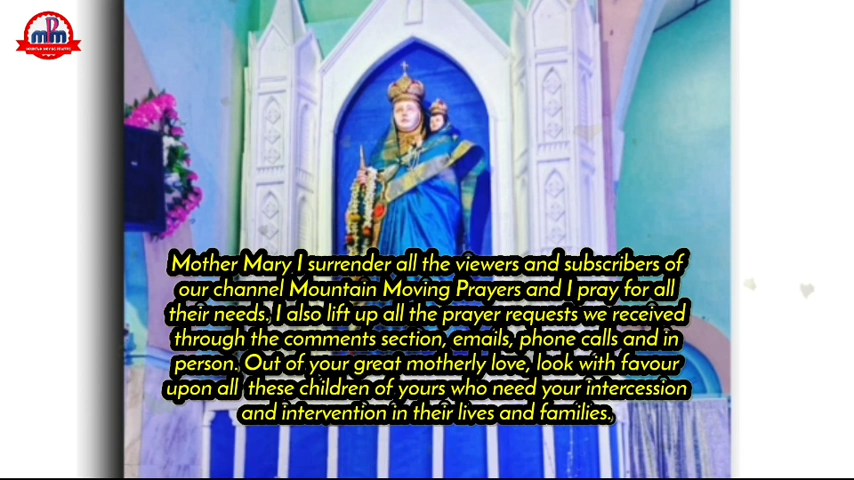 MPM
Mother Mary I surrender all the viewers and subscribers of
our channel Mountain Moving Prayers and I pray for all
their needs. I also lift up all the prayer requests we received
through the comments section, emails, phone calls and in
person. Out of your great motherly love, look with favour
upon all these children of yours who need your intercession
and intervention in their lives and families.